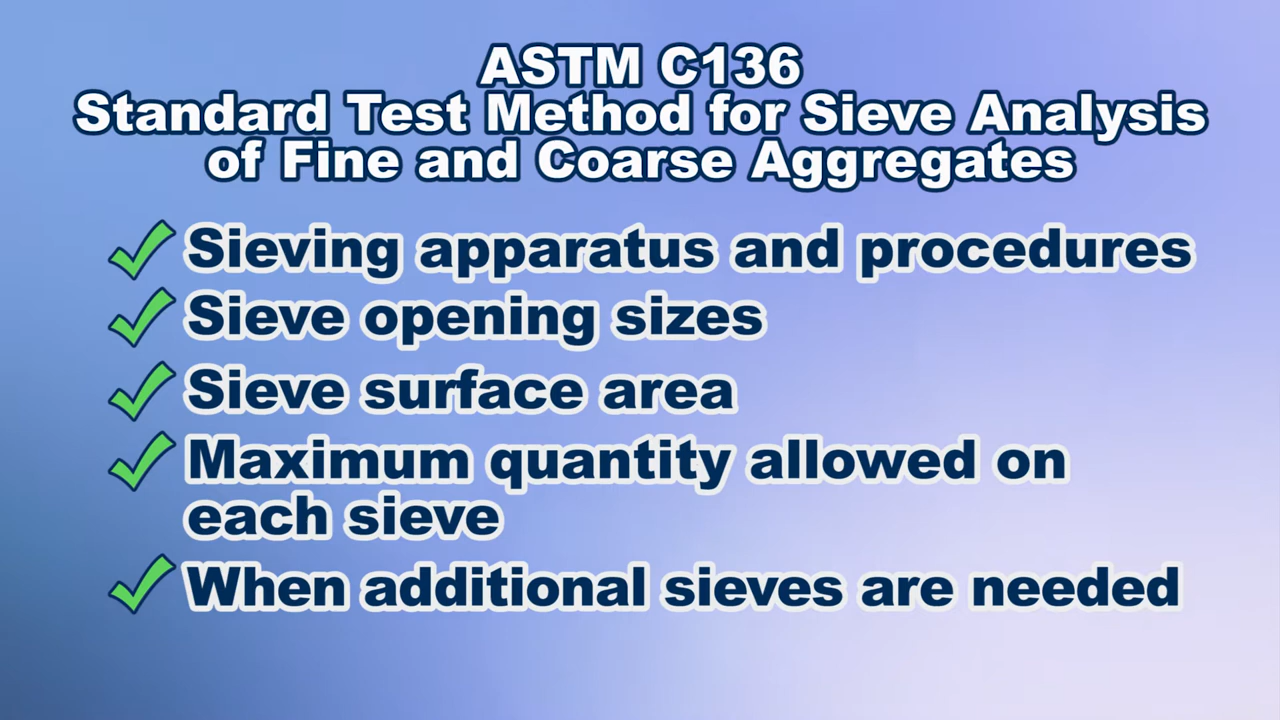 ASTM C136
Standard Test Method for Sieve Analysis
of Fine and Coarse Aggregates
Sieving apparatus and procedures
Sieve opening sizes
Sieve surface area
Maximum quantity allowed on
each sieve
When additional sieves are needed